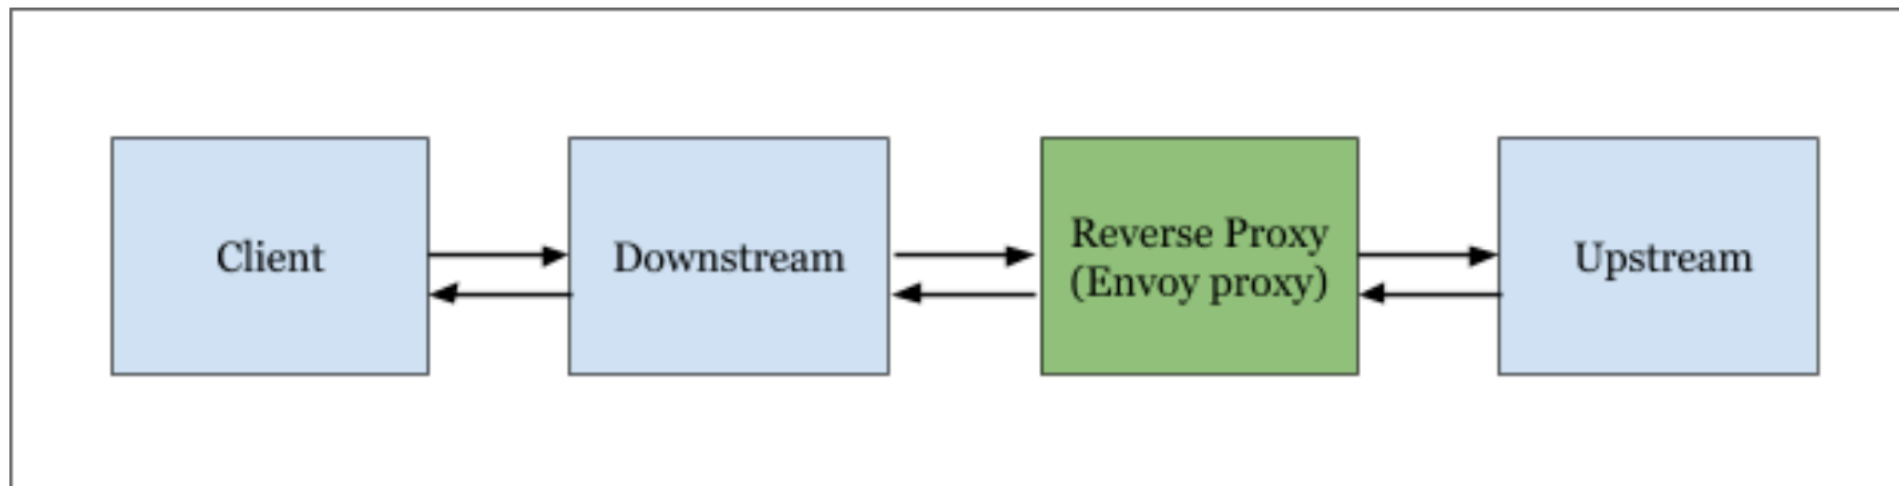 Client
Downstream
Reverse Proxy
(Envoy proxy)
Upstream